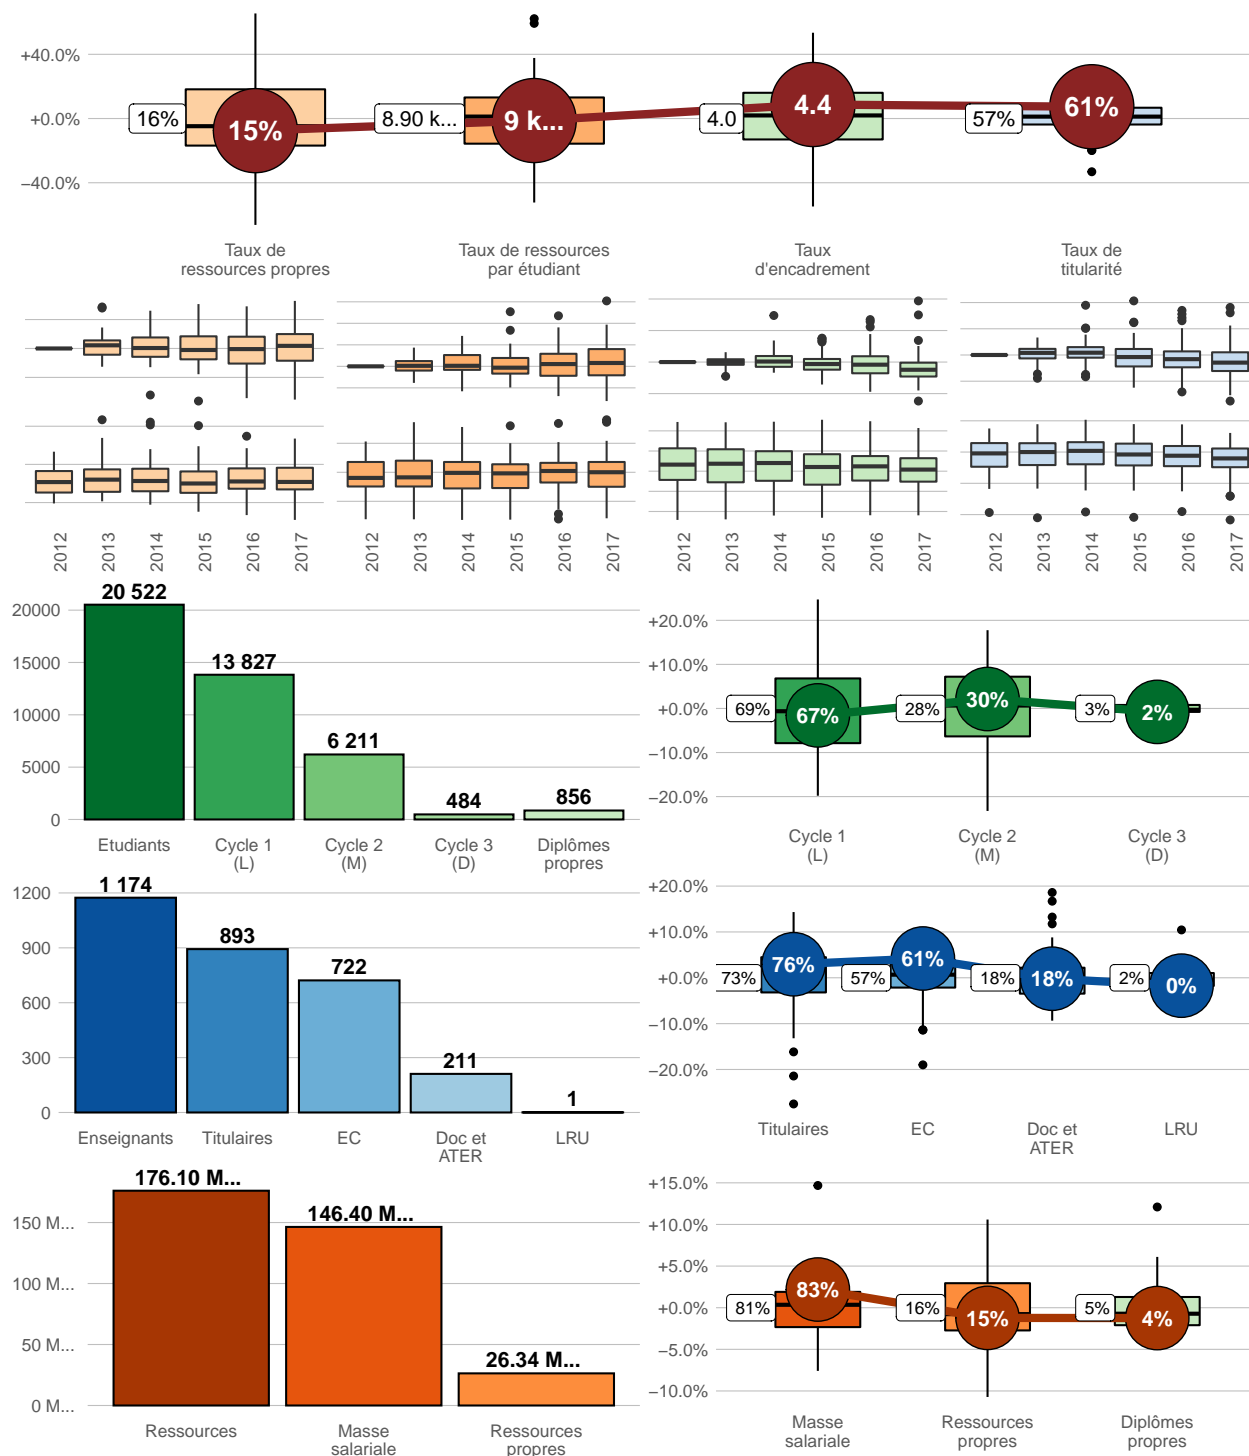 +40.0%
+0.0%
−40.0%
16%
15%
8.90 k...
9 k...
4.0
4.4
57%
61%
Taux de
ressources propres
Taux de ressources
par étudiant
Taux
d'encadrement
Taux de
titularité
2012
2013
2014
2015
2016
2017
2012
2013
2014
2015
2016
2017
2012
2013
2014
2015
2016
2017
2012
2013
2014
2015
2016
2017
20000
15000
10000
5000
0
20 522
13 827
6 211
484
856
Etudiants
Cycle 1
(L)
Cycle 2
(M)
Cycle 3
(D)
Diplômes
propres
+20.0%
+10.0%
+0.0%
−10.0%
−20.0%
69%
67%
28%
30%
3%
2%
Cycle 1
(L)
Cycle 2
(M)
Cycle 3
(D)
1200
900
600
300
0
1 174
893
722
211
1
Enseignants
Titulaires
EC
Doc et
ATER
LRU
+20.0%
+10.0%
+0.0%
−10.0%
−20.0%
73%
76%
57%
61%
18%
18%
2%
0%
Titulaires
EC
Doc et
ATER
LRU
150 M...
100 M...
50 M...
0 M...
176.10 M...
146.40 M...
26.34 M...
Ressources
Masse
salariale
Ressources
propres
+15.0%
+10.0%
+5.0%
+0.0%
−5.0%
−10.0%
81%
83%
16%
15%
5%
4%
Masse
salariale
Ressources
propres
Diplômes
propres